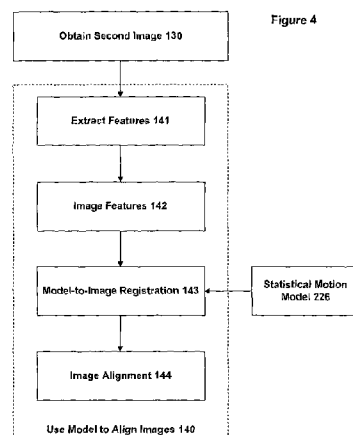 Figure 4
Obtain Second Image 130
Extract Features 141
Image Features 142
Model-to-Image Registration 143
Statistical Motion
Model 226
Image Alignment 144
Use Model to Align Images 140